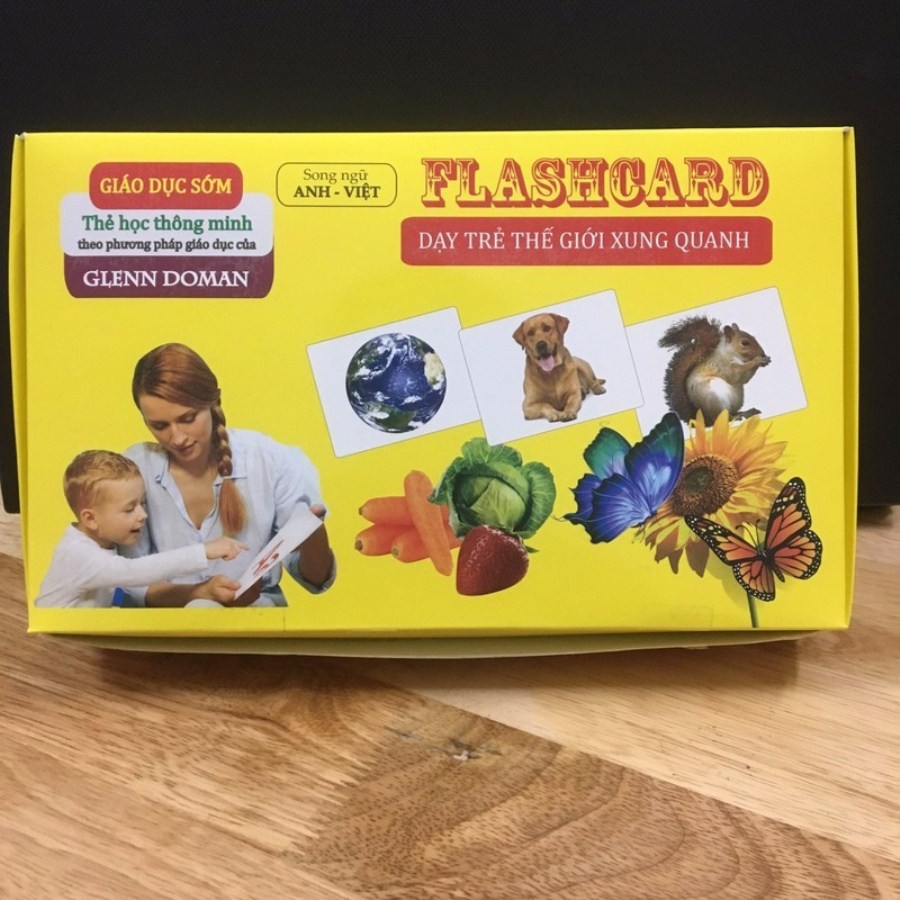 GIÁO DỤC SỚM
Thẻ học thông minh
theo phương pháp giáo dục của
GLENN DOMAN
Song ngữ
ANH - VIỆT
FLASHCARD
DẠY TRẺ THẾ GIỚI XUNG QUANH